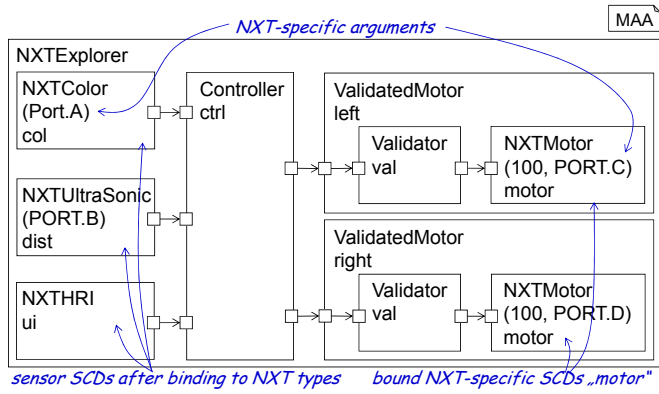 NXT-specific arguments
MAA
NXTExplorer
NXTColor
(Port.A)
col
Controller
ctrl
ValidatedMotor
left
Validator
val
NXTMotor
(100, PORT.C)
motor
NXTUltraSonic
(PORT.B)
dist
ValidatedMotor
right
Validator
val
NXTMotor
(100, PORT.D)
motor
NXTHRI
ui
sensor SCDs after binding to NXT types
bound NXT-specific SCDs „motor"